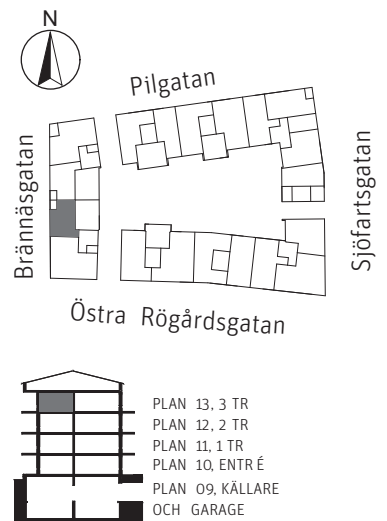 N
Pilgatan
Brännäsgatan
Sjöfartsgatan
Östra Rögårdsgatan
PLAN 13, 3 TR
PLAN 12, 2 TR
PLAN 11, 1 TR
PLAN 10, ENTR É
PLAN 09, KÄLLARE
OCH GARAGE